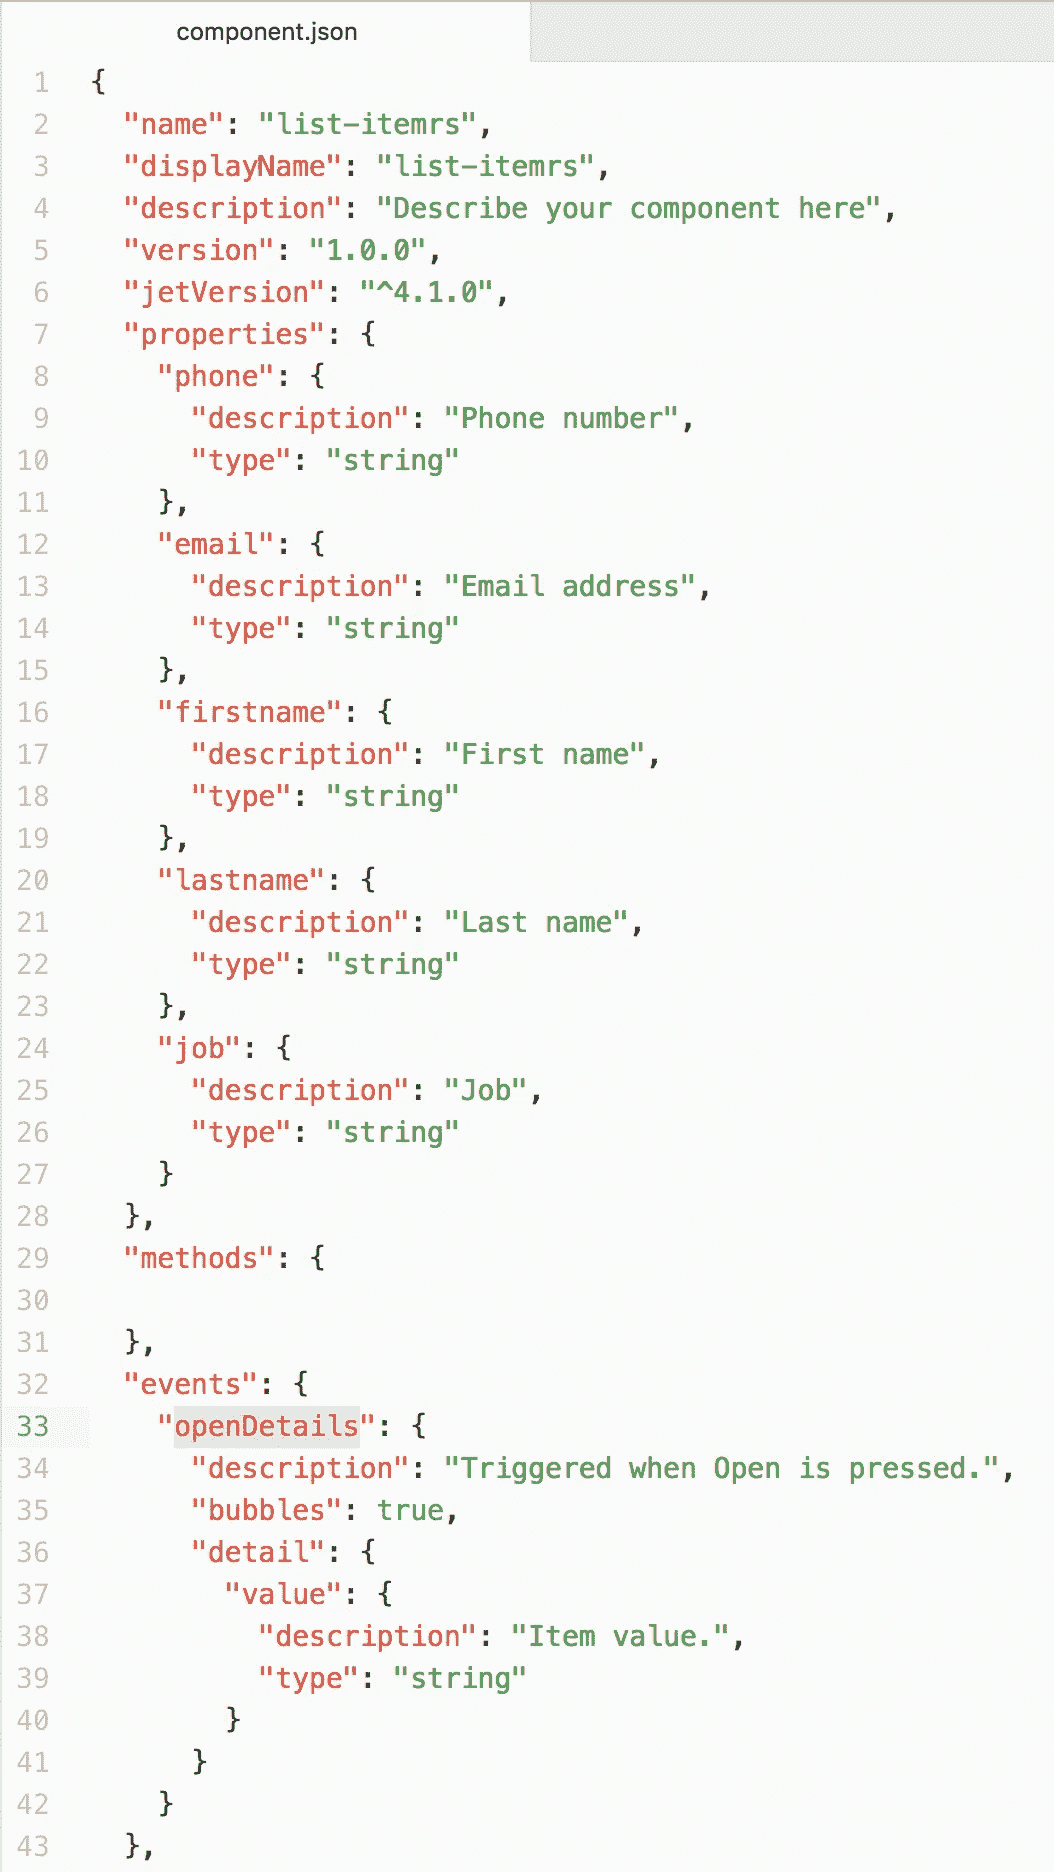 component.json
1 {
2 "name": "list-itemrs",
3 "displayName": "list-itemrs",
4 "description": "Describe your component here",
5 "version": "1.0.0",
6 "jetVersion": "^4.1.0",
7 "properties": {
8 "phone": {
9 "description": "Phone number",
10 "type": "string"
11 },
12 "email": {
13 "description": "Email address",
14 "type": "string"
15 },
16 "firstname": {
17 "description": "First name",
18 "type": "string"
19 },
20 "lastname": {
21 "description": "Last name",
22 "type": "string"
23 },
24 "job": {
25 "description": "Job",
26 "type": "string"
27 }
28 },
29 "methods": {
30
31 },
32 "events": {
33 "openDetails": {
34 "description": "Triggered when Open is pressed.",
35 "bubbles": true,
36 "detail": {
37 "value": {
38 "description": "Item value.",
39 "type": "string"
40 }
41 }
42 }
43 },